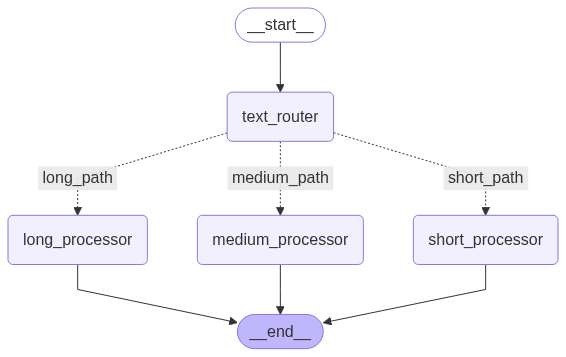 __start__
text_router
long_path
medium_path
short_path
long_processor
medium_processor
short_processor
__end__